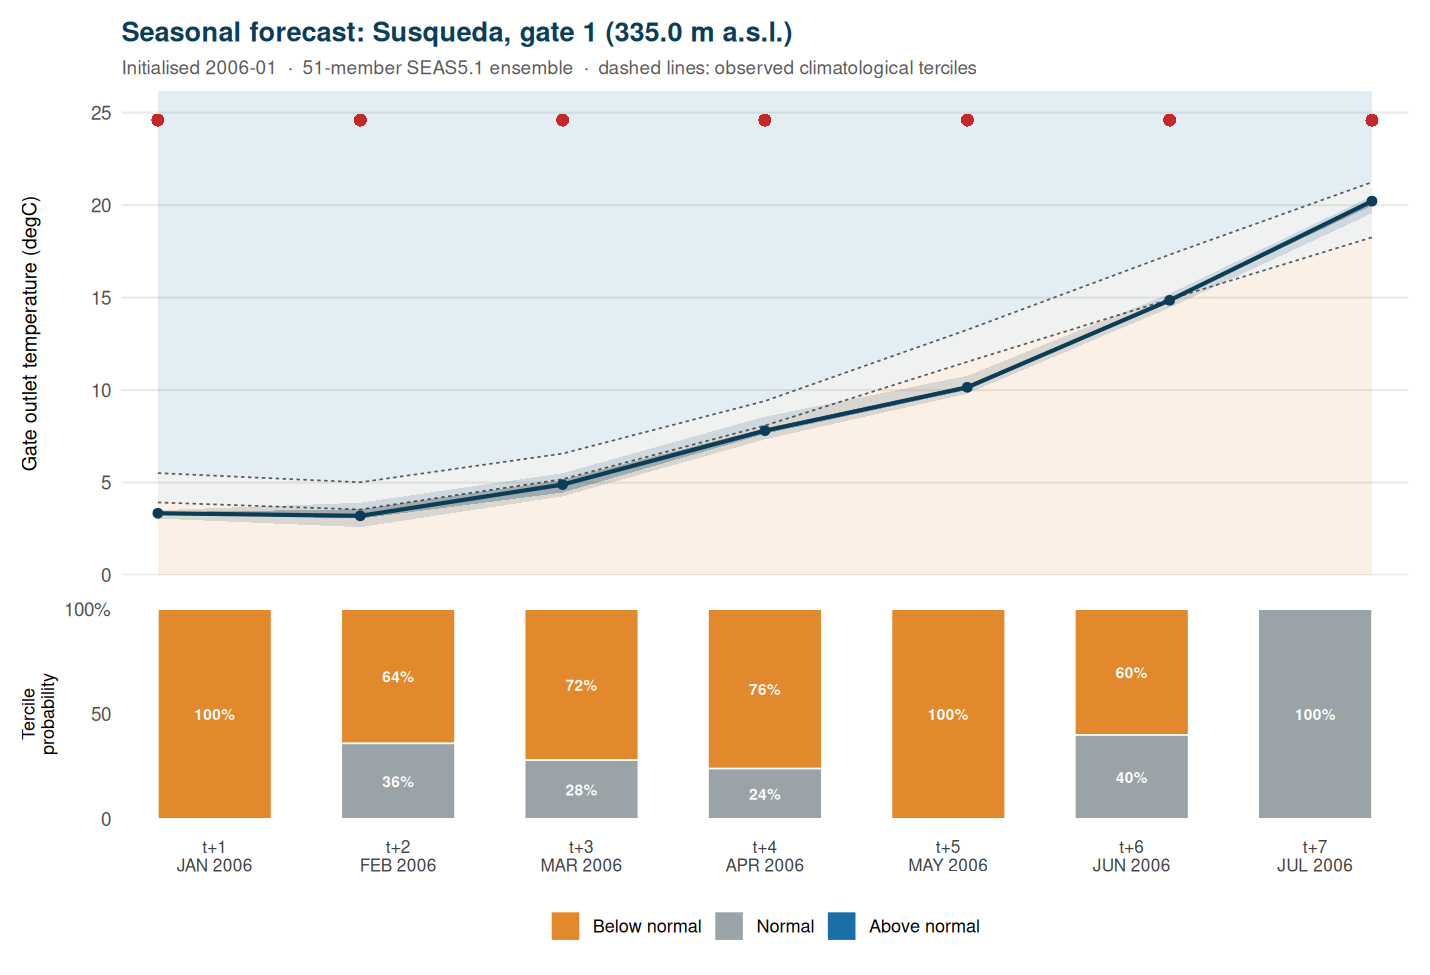 Seasonal forecast: Susqueda, gate 1 (335.0 m a.s.l.)
Initialised 2006-01 · 51-member SEAS5.1 ensemble · dashed lines: observed climatological terciles
Gate outlet temperature (degC)
25
20
15
10
5
0
Tercile
probability
100%
50
0
100%
64%
36%
72%
28%
76%
24%
100%
60%
40%
100%
t+1
JAN 2006
t+2
FEB 2006
t+3
MAR 2006
t+4
APR 2006
t+5
MAY 2006
t+6
JUN 2006
t+7
JUL 2006
Below normal
Normal
Above normal